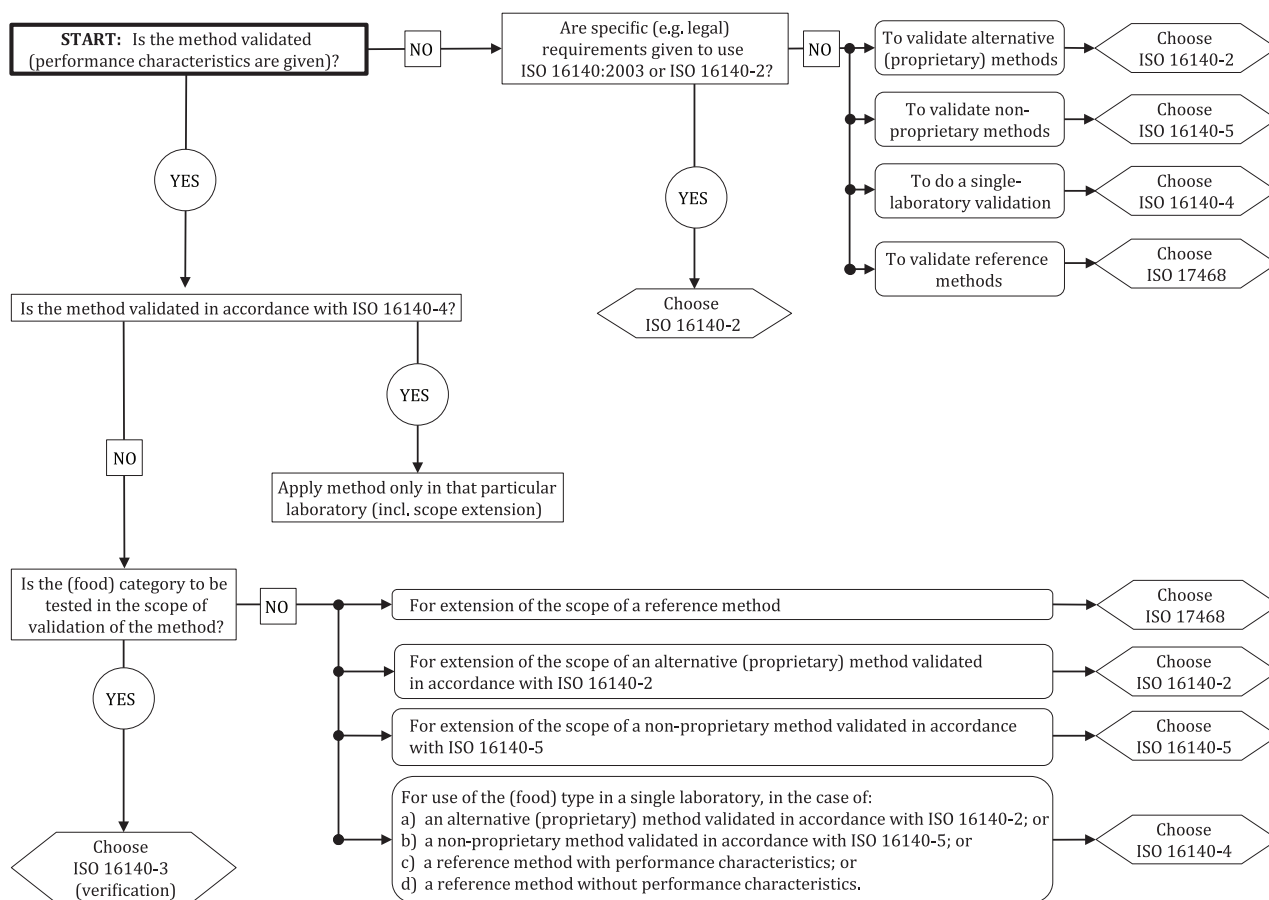 START: Is the method validated
(performance characteristics are given)?
NO
Are specific (e.g. legal)
requirements given to use
ISO 16140:2003 or ISO 16140-2?
NO
To validate alternative
(proprietary) methods
Choose
ISO 16140-2
To validate non-
proprietary methods
Choose
ISO 16140-5
YES
YES
To do a single-
laboratory validation
Choose
ISO 16140-4
To validate reference
methods
Choose
ISO 17468
Is the method validated in accordance with ISO 16140-4?
Choose
ISO 16140-2
YES
NO
Apply method only in that particular
laboratory (incl. scope extension)
Is the (food) category to be
tested in the scope of
validation of the method?
NO
For extension of the scope of a reference method
Choose
ISO 17468
For extension of the scope of an alternative (proprietary) method validated
in accordance with ISO 16140-2
Choose
ISO 16140-2
YES
For extension of the scope of a non-proprietary method validated in accordance
with ISO 16140-5
Choose
ISO 16140-5
For use of the (food) type in a single laboratory, in the case of:
a) an alternative (proprietary) method validated in accordance with ISO 16140-2; or
b) a non-proprietary method validated in accordance with ISO 16140-5; or
c) a reference method with performance characteristics; or
d) a reference method without performance characteristics.
Choose
ISO 16140-4
Choose
ISO 16140-3
(verification)